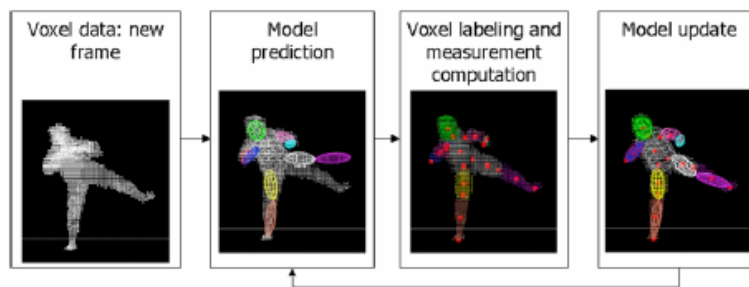 Voxel data: new
frame
Model
prediction
Voxel labeling and
measurement
computation
Model update